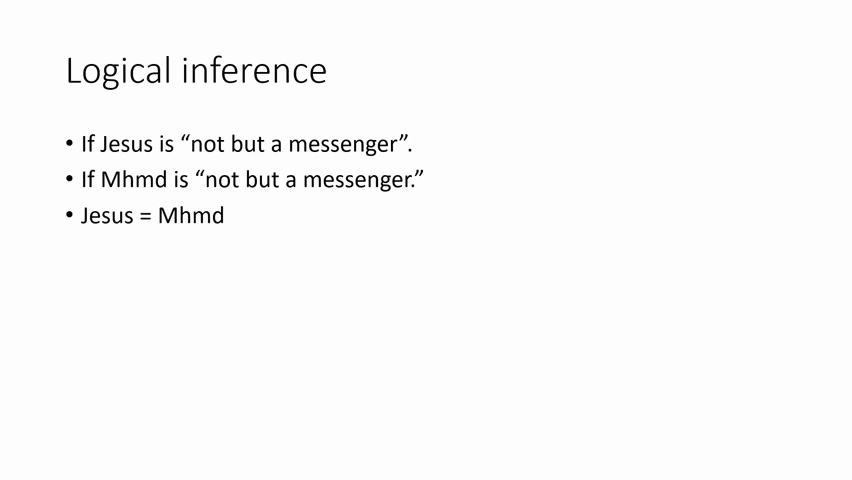 Logical inference
• If Jesus is “not but a messenger”.
• If Mhmd is “not but a messenger.”
• Jesus = Mhmd